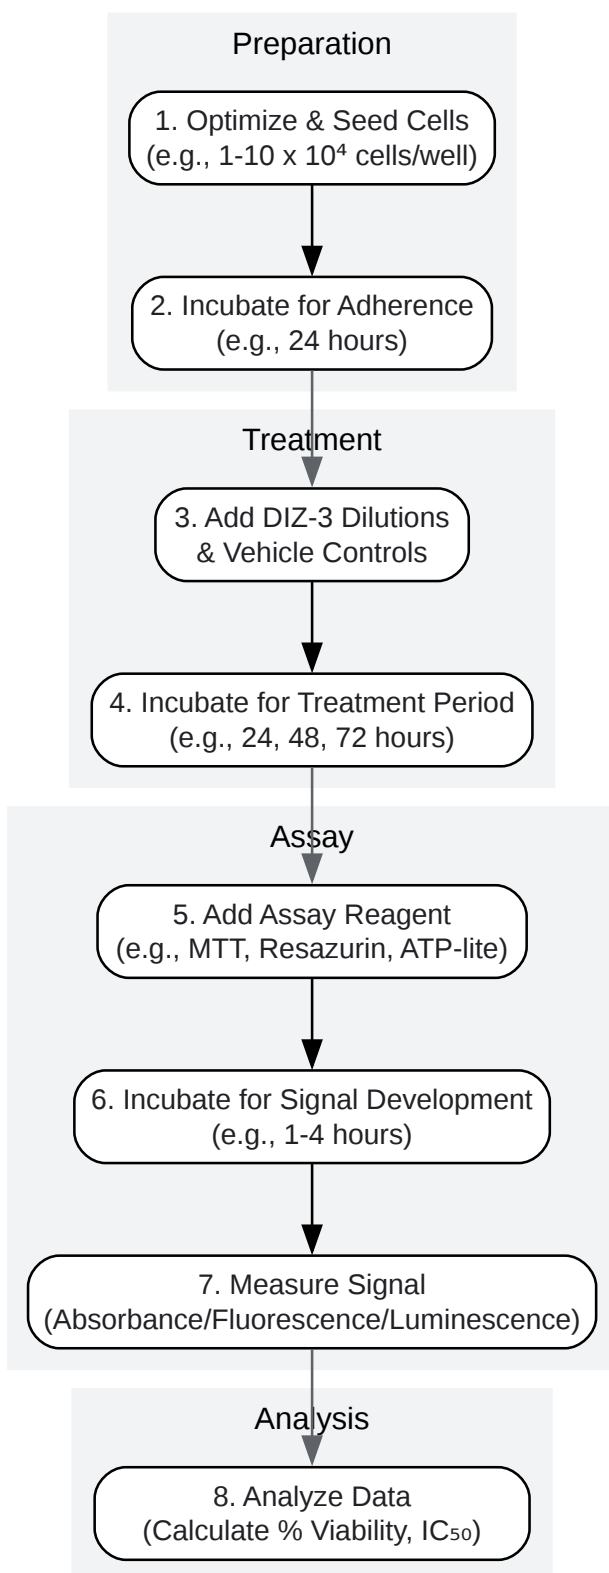 Preparation
1. Optimize & Seed Cells
(e.g., 1-10 x 10⁴ cells/well)
2. Incubate for Adherence
(e.g., 24 hours)
Treatment
3. Add DIZ-3 Dilutions
& Vehicle Controls
4. Incubate for Treatment Period
(e.g., 24, 48, 72 hours)
Assay
5. Add Assay Reagent
(e.g., MTT, Resazurin, ATP-lite)
6. Incubate for Signal Development
(e.g., 1-4 hours)
7. Measure Signal
(Absorbance/Fluorescence/Luminescence)
Analysis
8. Analyze Data
(Calculate % Viability, IC₅₀)